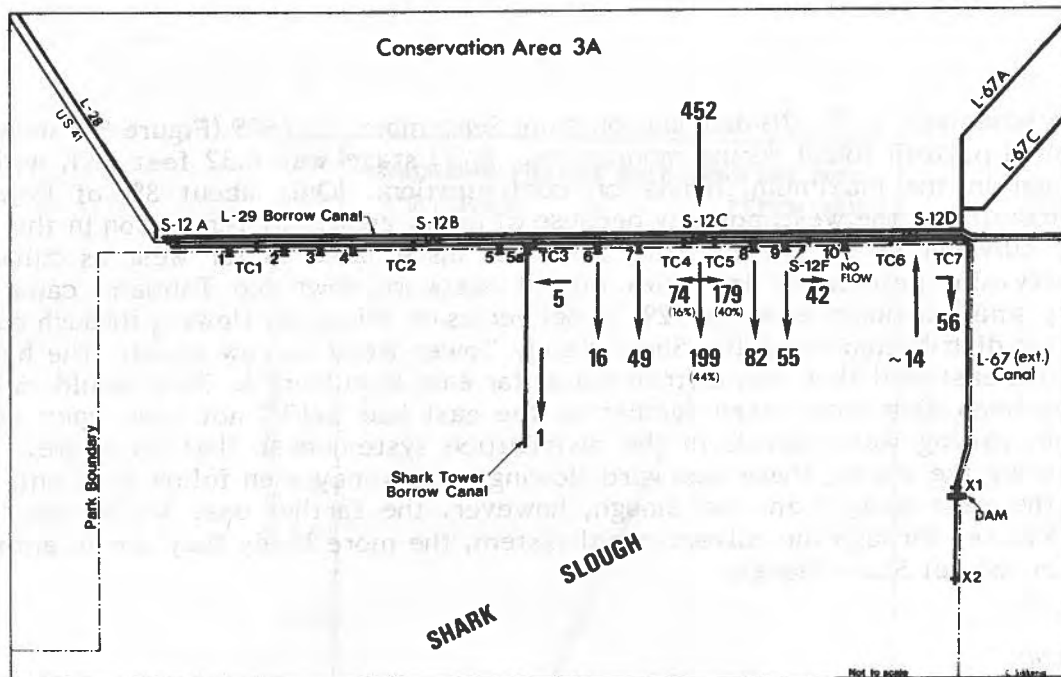 Conservation Area 3A
L-28
US 41
L-67A
L-67 C
452
S-12 A
L-29 Borrow Canal
S-12B
S-12C
S-12D
1
TC1
2
3
4
TC2
5
5a
6
TC3
7
TC4
TC5
8
9
10
S-12F
NO FLOW
TC6
TC7
5
74
(16%)
179
(40%)
42
56
16
49
199
(44%)
82
55
14
L-67 (ext.)
Canal
1
Shark Tower
Borrow Canal
Park Boundary
X1
DAM
X2
SHARK SLOUGH
Not to scale